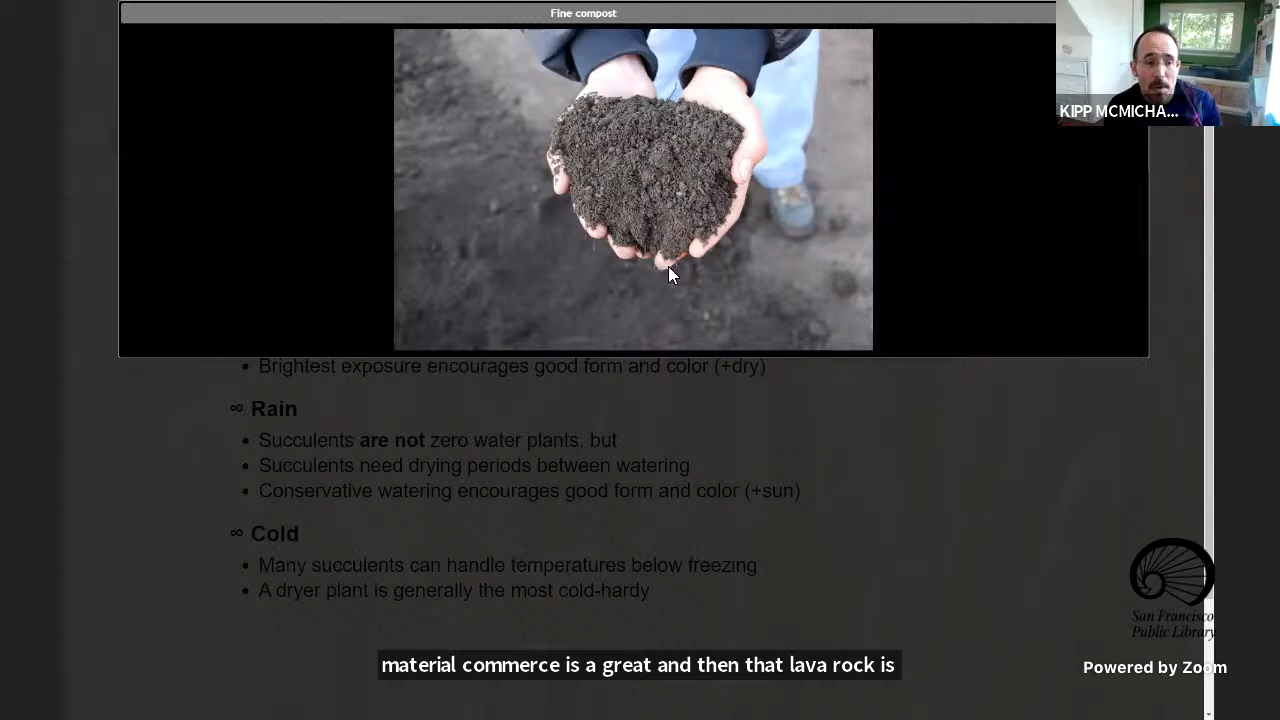 Fine compost
KIPP MCMICHA...
• Brightest exposure encourages good form and color (+dry)
∞ Rain
• Succulents are not zero water plants, but
• Succulents need drying periods between watering
• Conservative watering encourages good form and color (+sun)
∞ Cold
• Many succulents can handle temperatures below freezing
• A dryer plant is generally the most cold-hardy
San Francisco
Public Library
material commerce is a great and then that lava rock is
Powered by Zoom